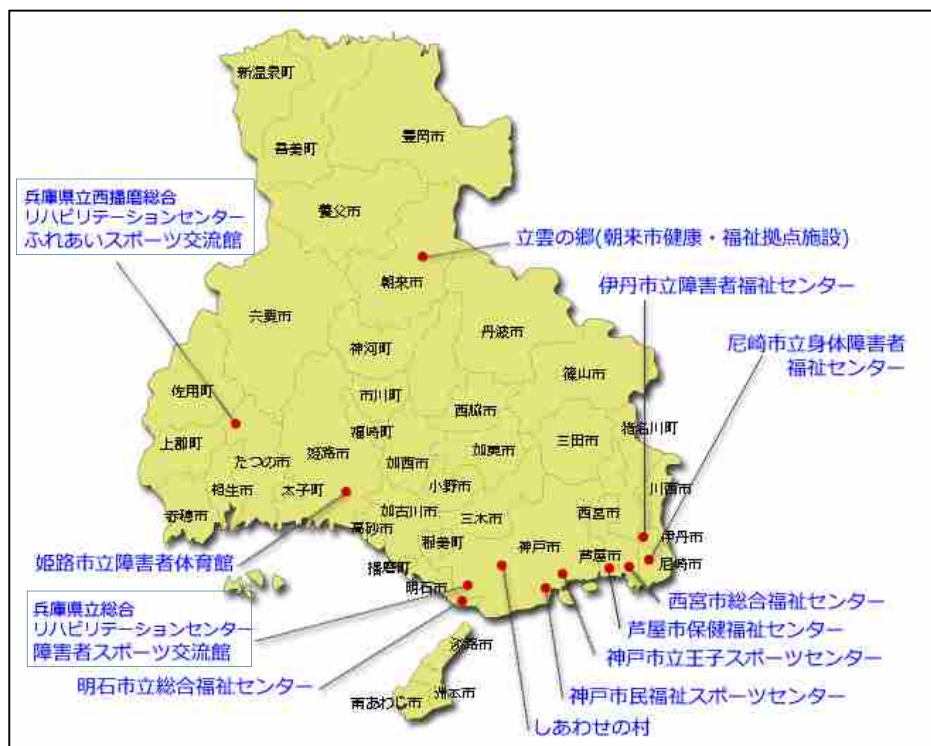 新温泉町
香美町
豊岡市
養父市
兵庫県立西播磨総合
リハビリテーションセンター
ふれあいスポーツ交流館
立雲の郷(朝来市健康・福祉拠点施設)
朝来市
伊丹市立障害者福祉センター
宍粟市
丹波市
神河町
尼崎市立身体障害者
福祉センター
篠山市
佐用町
市川町
西脇市
猪名川町
福崎町
上郡町
姫路市
三田市
加東市
たつの市
加西市
小野市
相生市
太子町
川西市
赤穂市
加古川市
三木市
西宮市
高砂市
稲美町
神戸市
伊丹市
芦屋市
尼崎市
姫路市立障害者体育館
播磨町
明石市
兵庫県立総合
リハビリテーションセンター
障害者スポーツ交流館
西宮市総合福祉センター
芦屋市保健福祉センター
淡路市
神戸市立王子スポーツセンター
明石市立総合福祉センター
洲本市
南あわじ市
神戸市民福祉スポーツセンター
しあわせの村